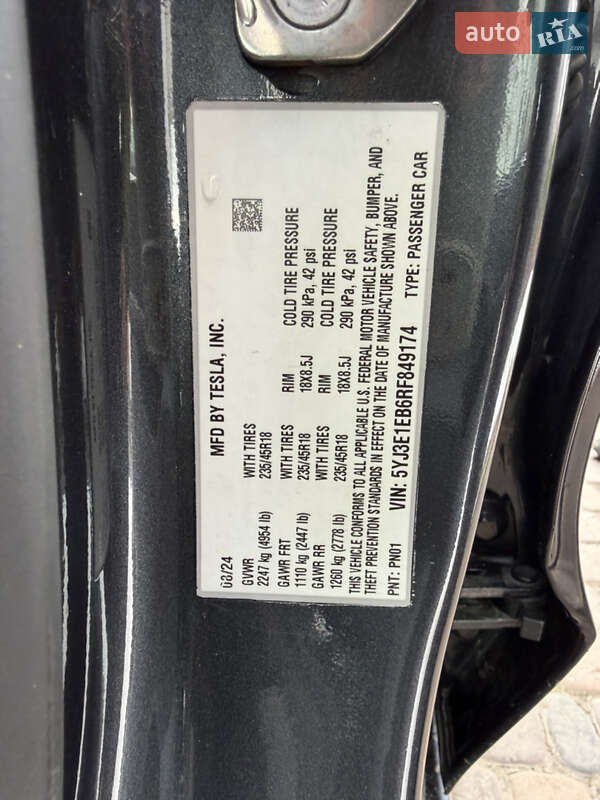 auto RIA.com
08/24 MFD BY TESLA, INC.
GVWR WITH TIRES RIM COLD TIRE PRESSURE
2247 kg (4954 lb) 235/45R18 18X8.5J 290 kPa, 42 psi
GAWR FRT WITH TIRES RIM COLD TIRE PRESSURE
1110 kg (2447 lb) 235/45R18 18X8.5J 290 kPa, 42 psi
GAWR RR WITH TIRES
1260 kg (2778 lb) 235/45R18
THIS VEHICLE CONFORMS TO ALL APPLICABLE U.S. FEDERAL MOTOR VEHICLE SAFETY, BUMPER, AND
THEFT PREVENTION STANDARDS IN EFFECT ON THE DATE OF MANUFACTURE SHOWN ABOVE.
PNT: PN01 VIN: 5YJ3E1EB6RF849174 TYPE: PASSENGER CAR